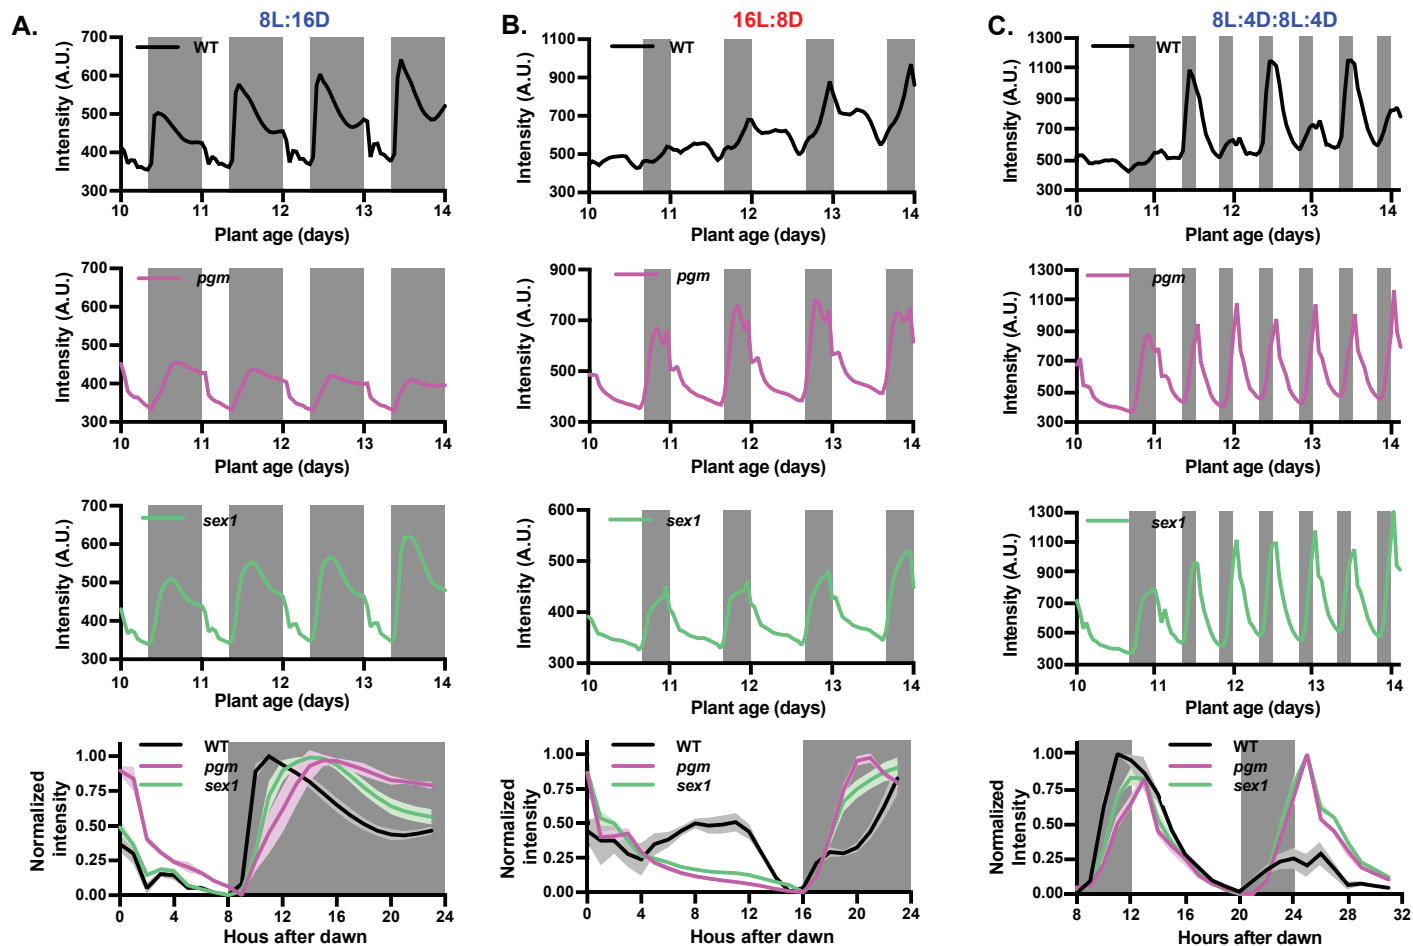 A.
8L:16D
700
600
500
400
300
Intensity (A.U.)
WT
10 11 12 13 14
Plant age (days)
700
600
500
400
300
Intensity (A.U.)
pgm
10 11 12 13 14
Plant age (days)
700
600
500
400
300
Intensity (A.U.)
sex1
10 11 12 13 14
Plant age (days)
1.00
0.75
0.50
0.25
0.00
Normalized
intensity
WT
pgm
sex1
0 4 8 12 16 20 24
Hous after dawn
B.
16L:8D
1100
900
700
500
300
Intensity (A.U.)
WT
10 11 12 13 14
Plant age (days)
900
700
500
300
Intensity (A.U.)
pgm
10 11 12 13 14
Plant age (days)
600
500
400
300
Intensity (A.U.)
sex1
10 11 12 13 14
Plant age (days)
1.00
0.75
0.50
0.25
0.00
Normalized
intensity
WT
pgm
sex1
0 4 8 12 16 20 24
Hous after dawn
C.
8L:4D:8L:4D
1300
1100
900
700
500
300
Intensity (A.U.)
WT
10 11 12 13 14
Plant age (days)
1300
1100
900
700
500
300
Intensity (A.U.)
pgm
10 11 12 13 14
Plant age (days)
1300
1100
900
700
500
300
Intensity (A.U.)
sex1
10 11 12 13 14
Plant age (days)
1.00
0.75
0.50
0.25
0.00
Normalized
Intensity
WT
pgm
sex1
8 12 16 20 24 28 32
Hours after dawn